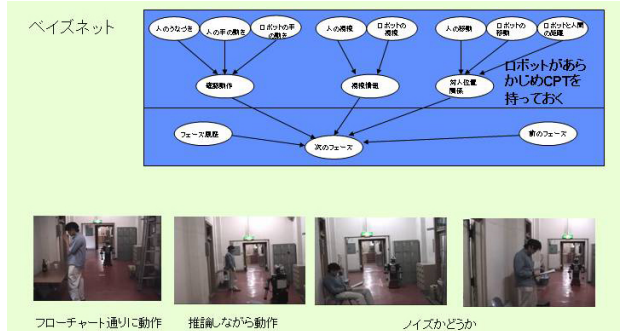 ベイズネット
人のうなづき
人の手の動き
ロボットの手
の動き
人の視線
ロボットの
視線
人の移動
ロボットの
移動
ロボットと人間
の距離
確認動作
視線情報
対人位置
関係
ロボットがあら
かじめCPTを
持っておく
フェーズ履歴
次のフェーズ
前のフェーズ
フローチャート通りに動作
推論しながら動作
ノイズかどうか